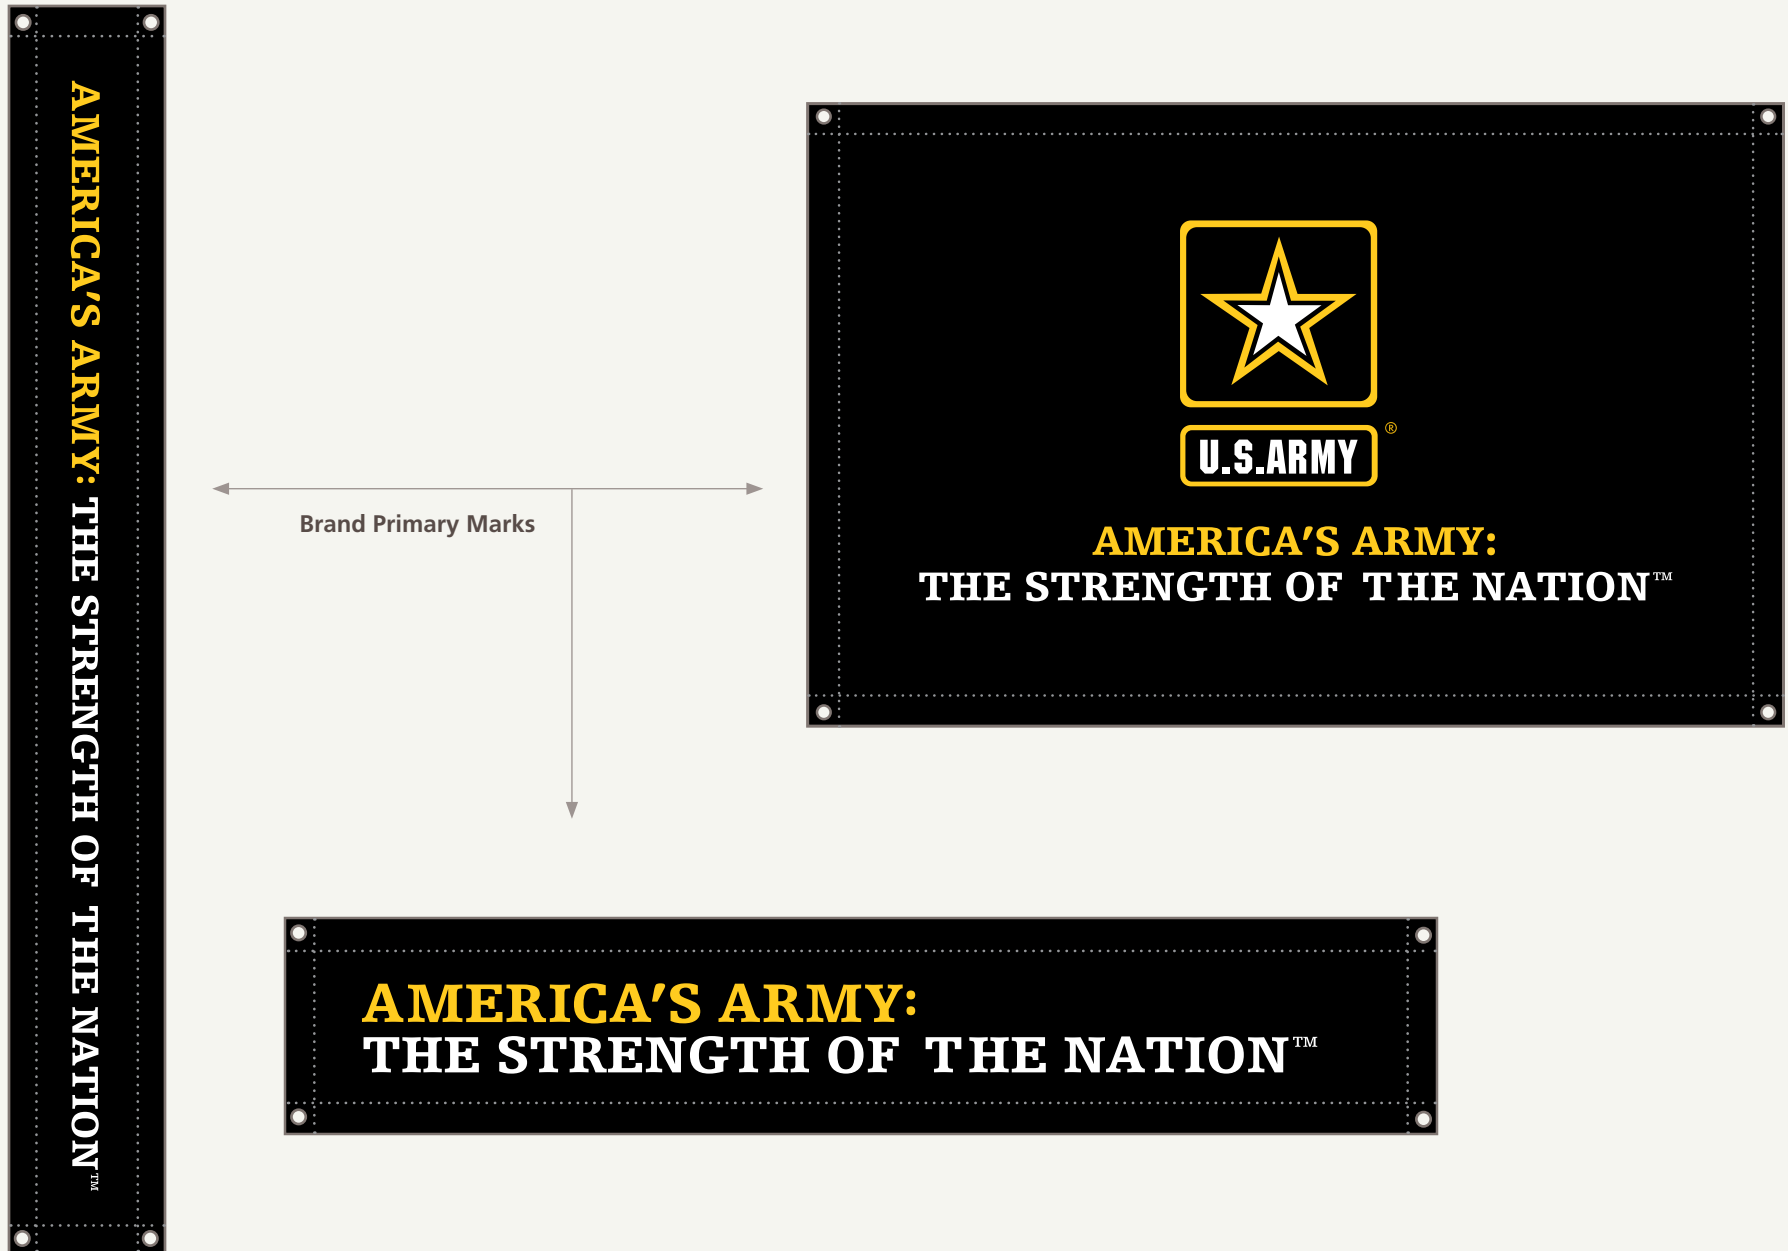 AMERICA'S ARMY: THE STRENGTH OF THE NATION™
Brand Primary Marks
U.S.ARMY®
AMERICA'S ARMY:
THE STRENGTH OF THE NATION™
AMERICA'S ARMY:
THE STRENGTH OF THE NATION™